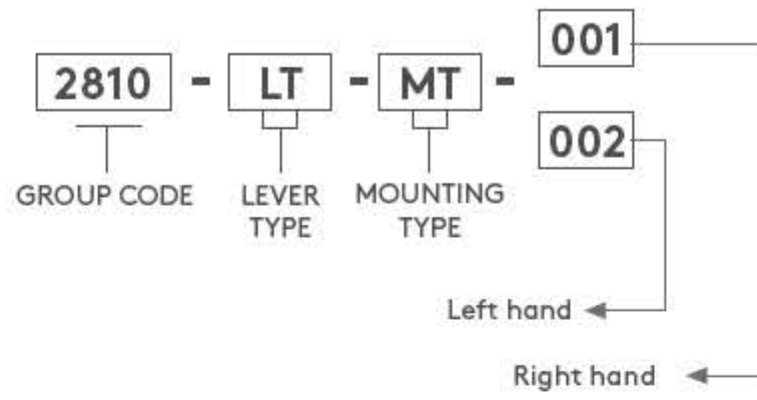 001
2810 - LT - MT -
002
GROUP CODE
LEVER
TYPE
MOUNTING
TYPE
Left hand
Right hand